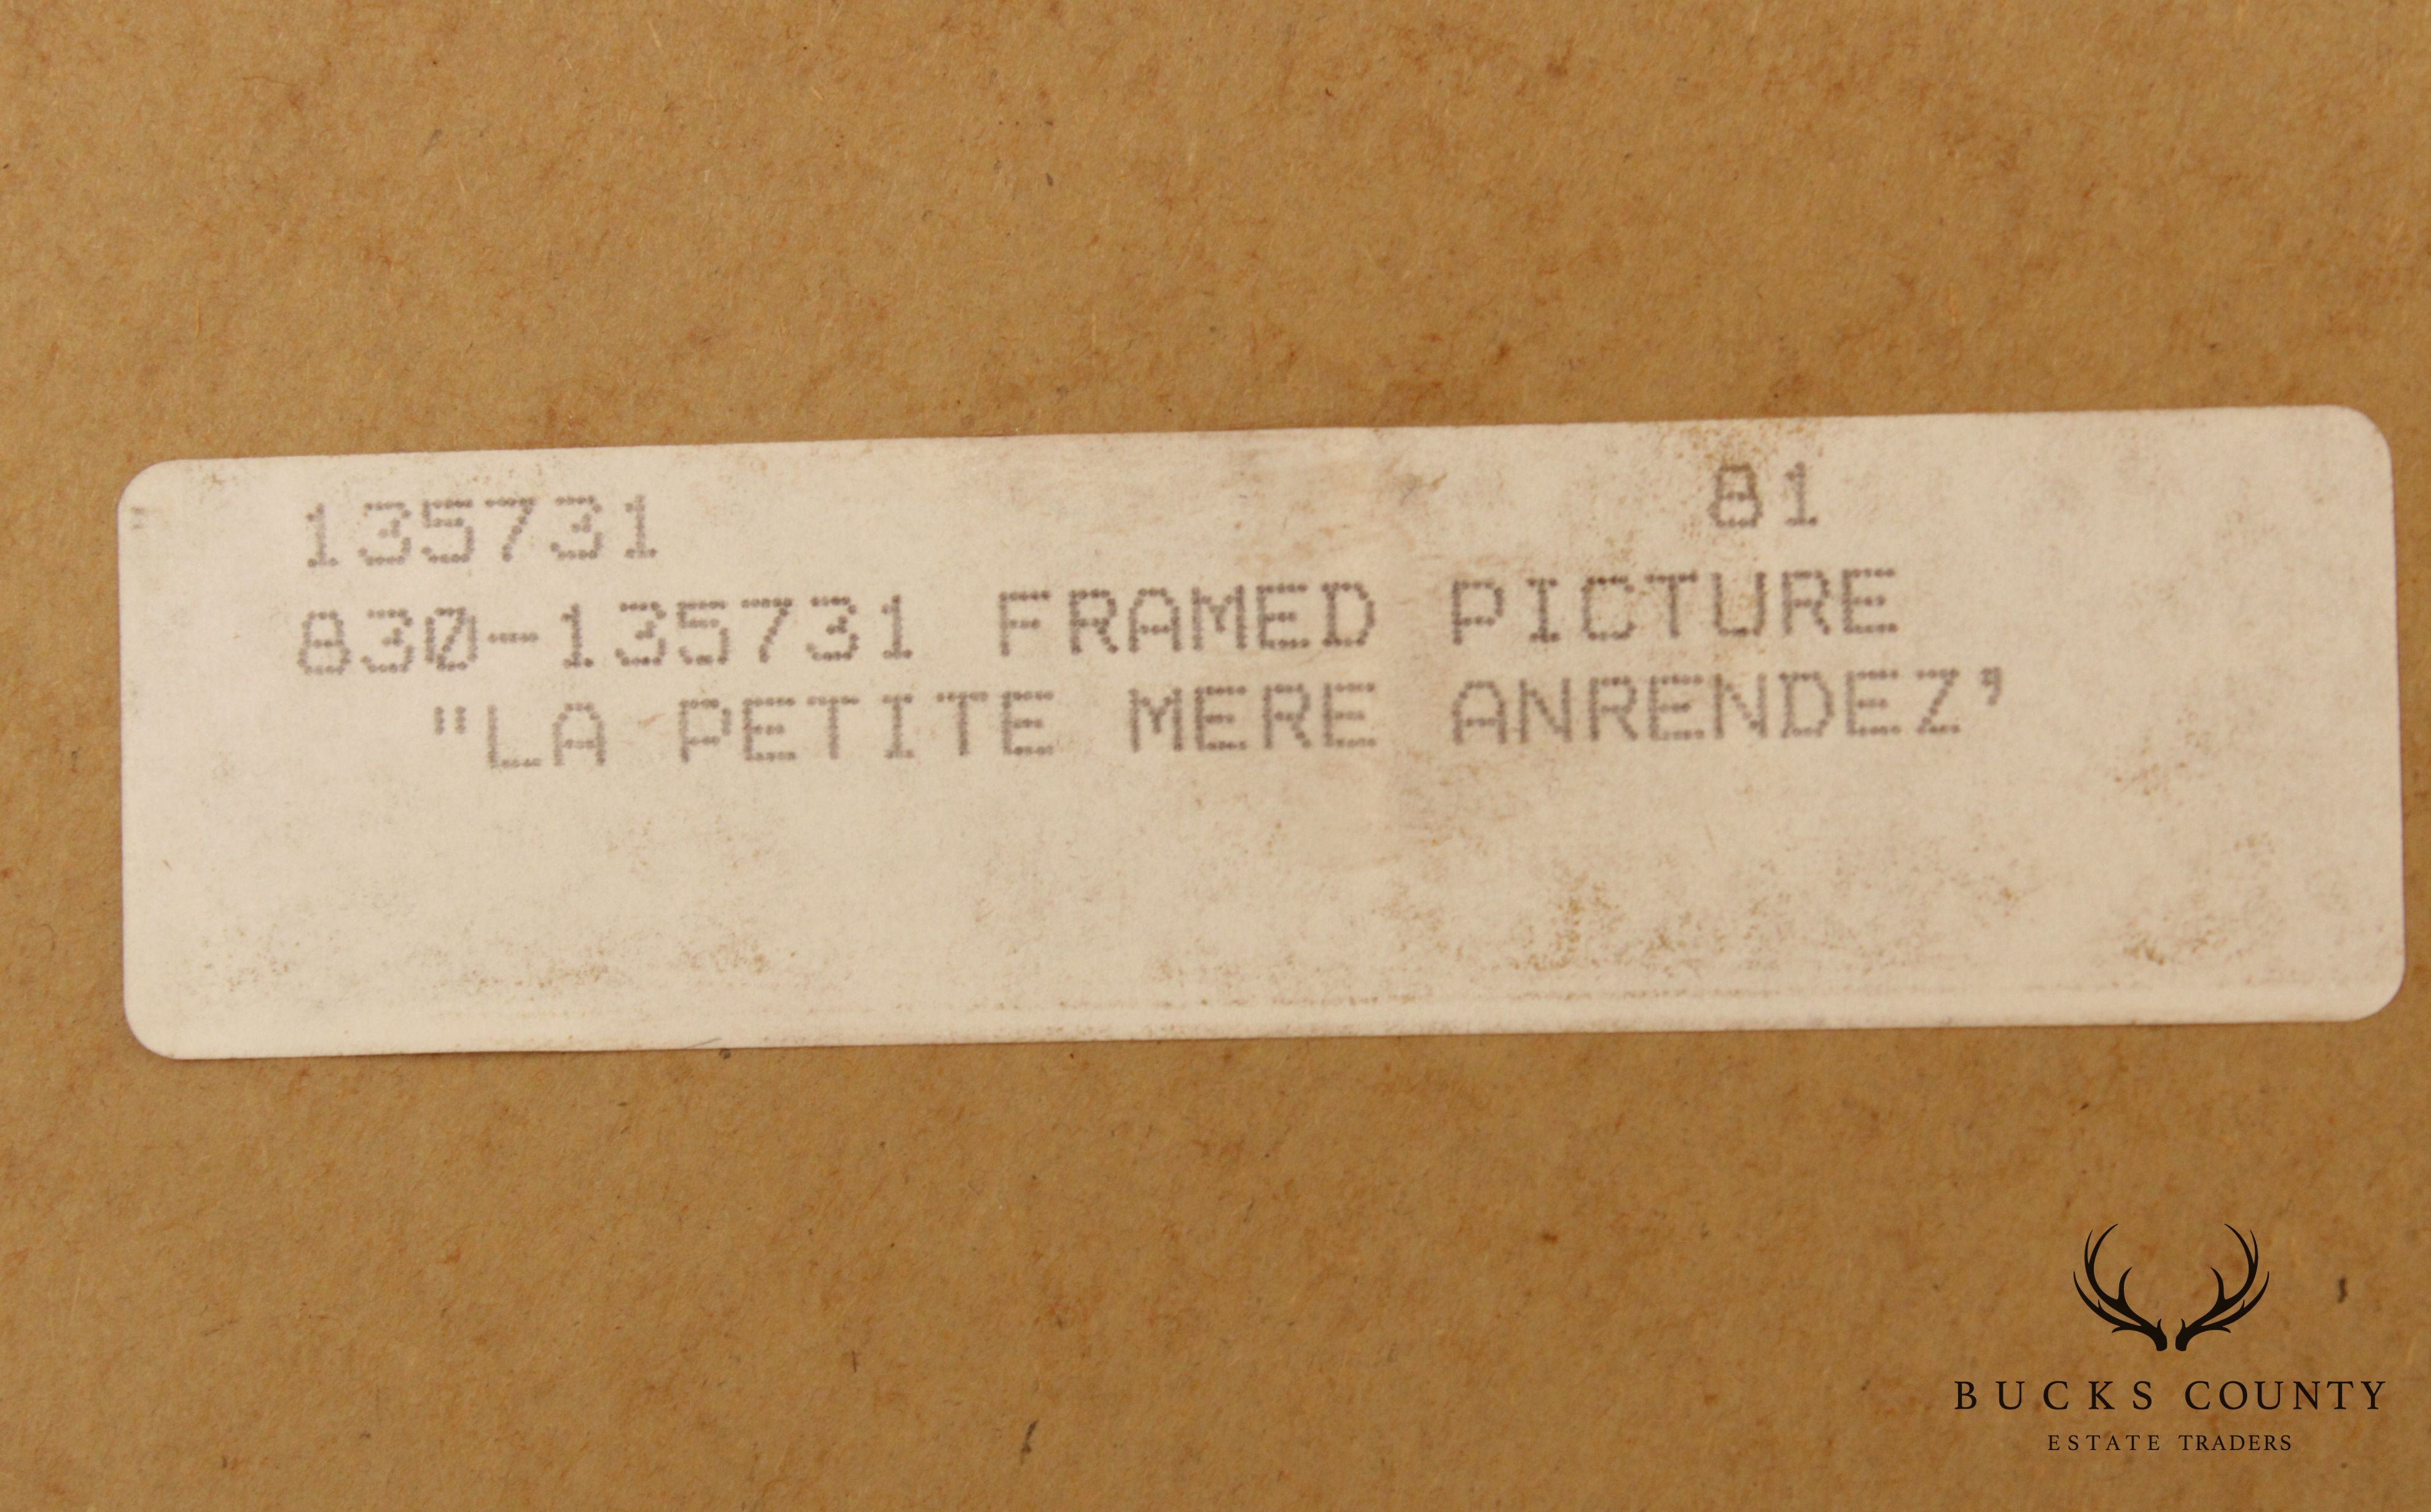 135731 81
830-135731 FRAMED PICTURE
"LA PETITE MERE ANRENDEZ’
BUCKS COUNTY
ESTATE TRADERS